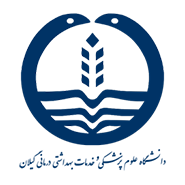 دانشگاه علوم پزشکی و خدمات بهداشتی درمانی گیلان